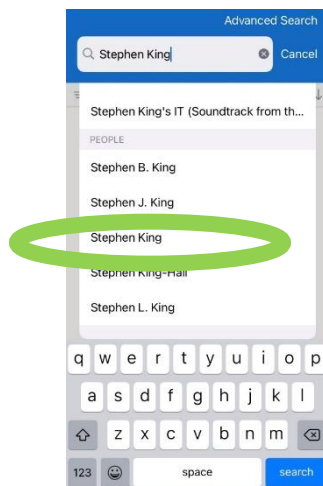 Advanced Search
Stephen King
Cancel
Stephen King's IT (Soundtrack from th...
PEOPLE
Stephen B. King
Stephen J. King
Stephen King
Stephen King-Hall
Stephen L. King
q w e r t y u i o p
a s d f g h j k l
z x c v b n m
123 space search